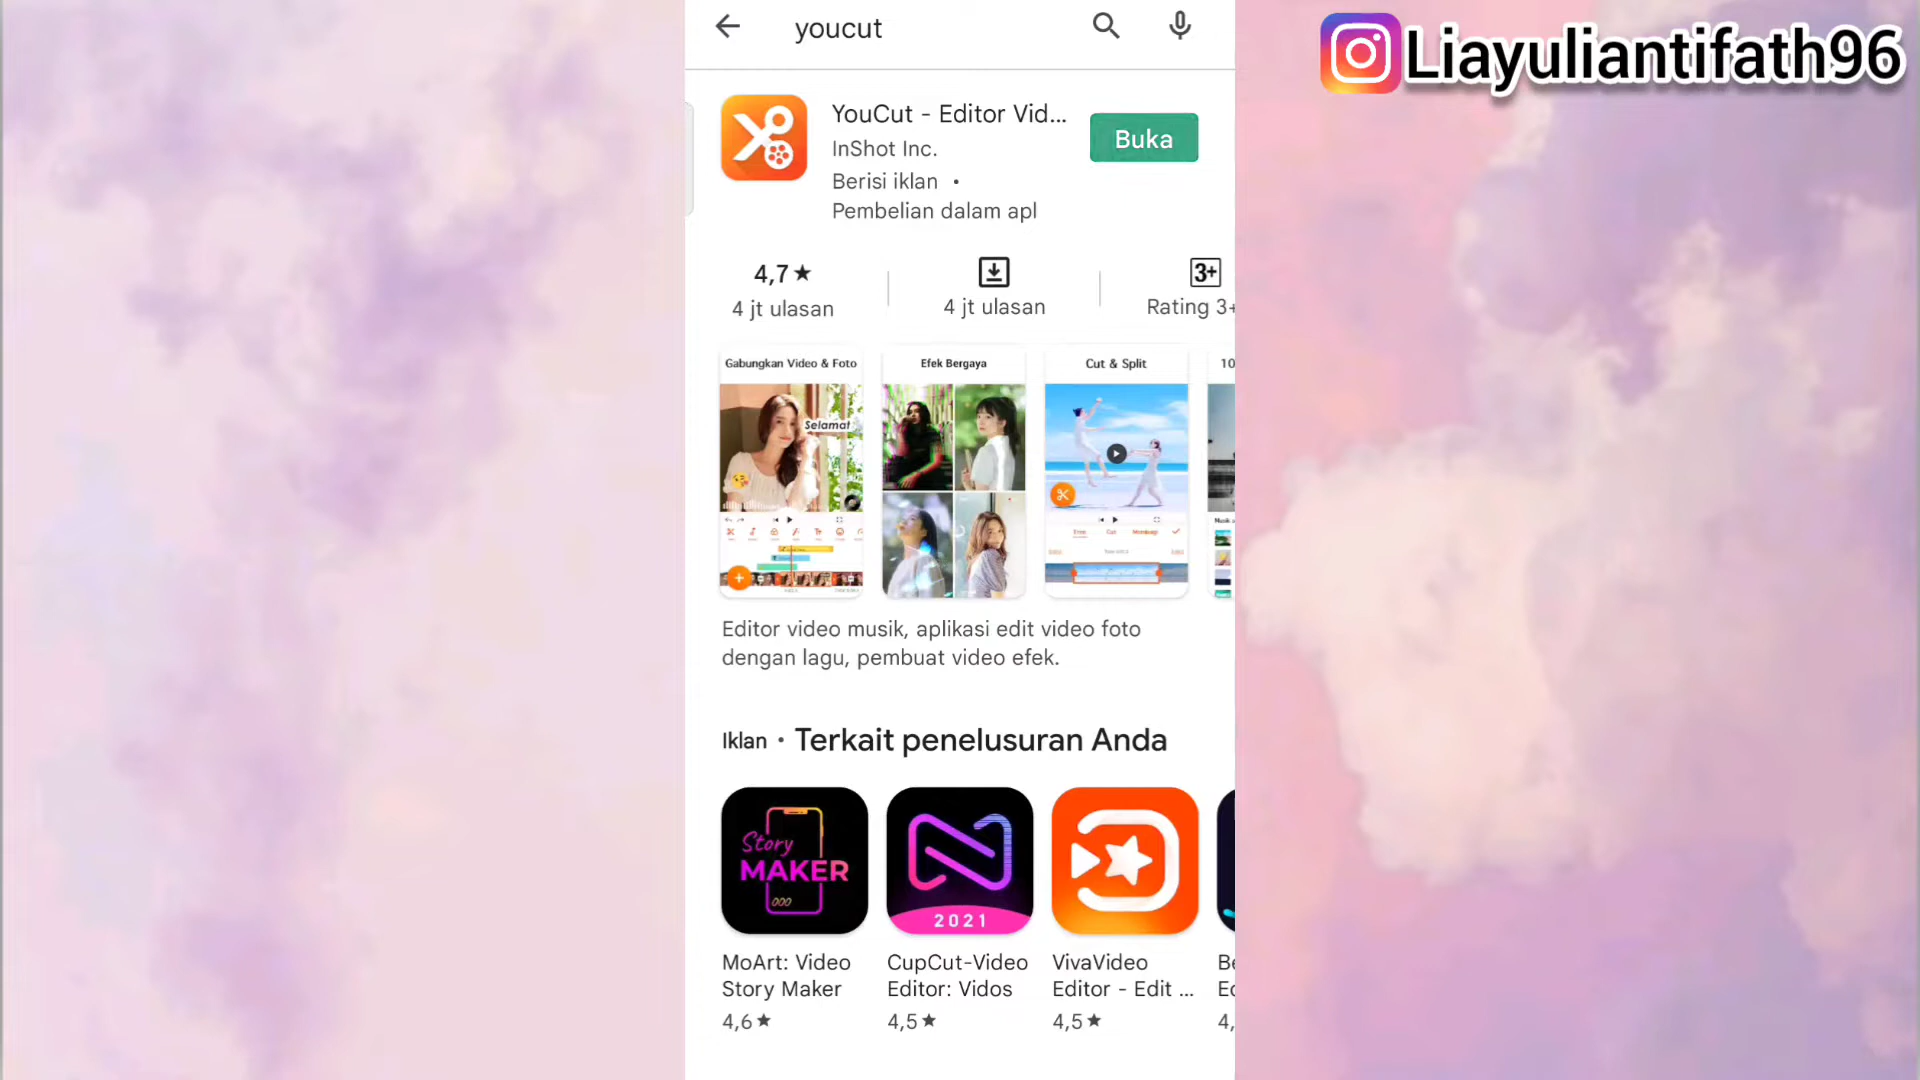 youcut
Liayuliantifath96
YouCut - Editor Vid...
InShot Inc.
Buka
Berisi iklan •
Pembelian dalam apl
4,7★
4 jt ulasan
4 jt ulasan
3+
Rating 3+
Gabungkan Video & Foto
Efek Bergaya
Cut & Split
10
Selamat
Editor video musik, aplikasi edit video foto
dengan lagu, pembuat video efek.
Iklan • Terkait penelusuran Anda
Story
MAKER
000
2021
MoArt: Video
Story Maker
4,6★
CupCut-Video
Editor: Vidos
4,5★
VivaVideo
Editor - Edit ...
4,5★
4,